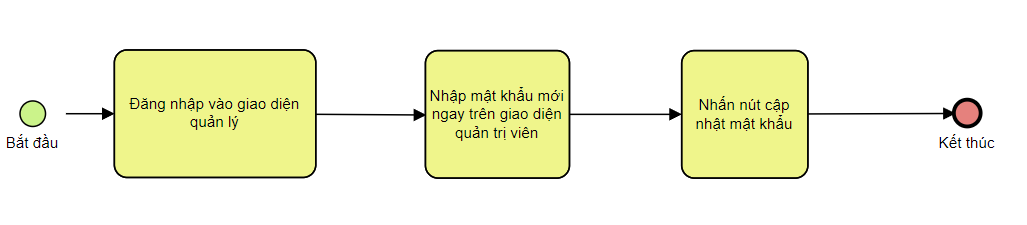 Bắt đầu
Đăng nhập vào giao diện
quản lý
Nhập mật khẩu mới
ngay trên giao diện
quản trị viên
Nhấn nút cập
nhật mật khẩu
Kết thúc